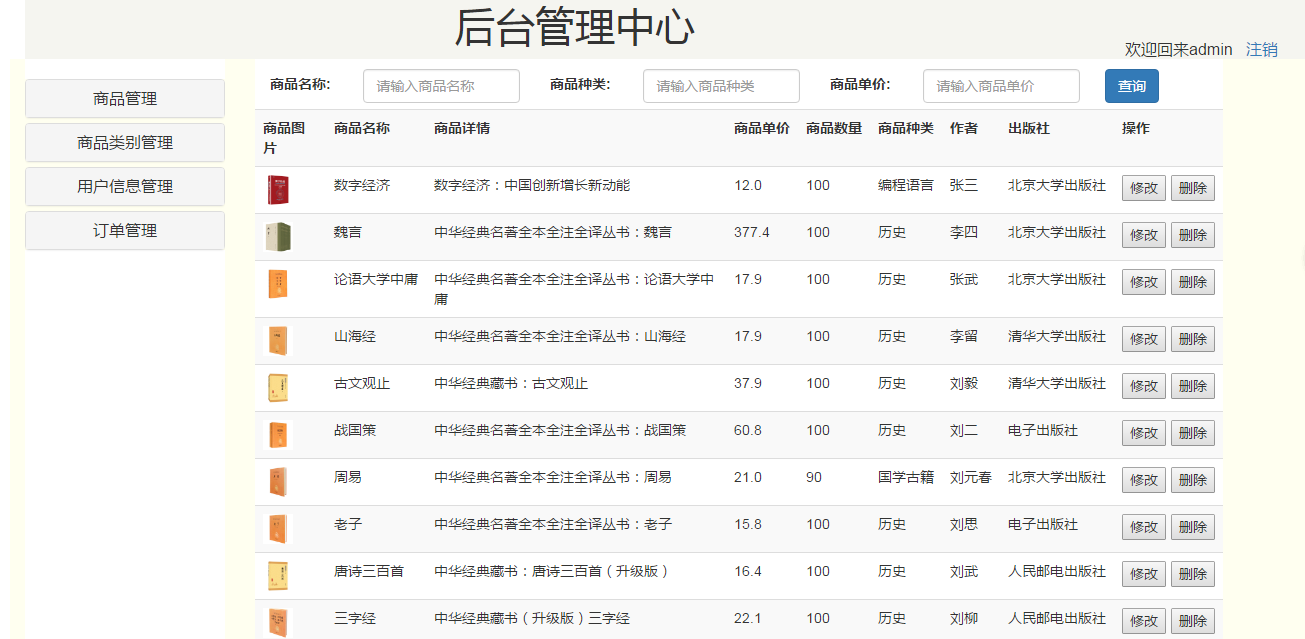 后台管理中心
欢迎回来admin 注销
商品管理
商品类别管理
用户信息管理
订单管理
商品名称: 请输入商品名称 商品种类: 请输入商品种类 商品单价: 请输入商品单价 查询
商品图片 商品名称 商品详情 商品单价 商品数量 商品种类 作者 出版社 操作
数字经济 数字经济：中国创新增长新动能 12.0 100 编程语言 张三 北京大学出版社 修改 删除
魏言 中华经典名著全本全注全译丛书：魏言 377.4 100 历史 李四 北京大学出版社 修改 删除
论语大学中庸 中华经典名著全本全注全译丛书：论语大学中庸 17.9 100 历史 张武 北京大学出版社 修改 删除
山海经 中华经典名著全本全注全译丛书：山海经 17.9 100 历史 李留 清华大学出版社 修改 删除
古文观止 中华经典藏书：古文观止 37.9 100 历史 刘毅 清华大学出版社 修改 删除
战国策 中华经典名著全本全注全译丛书：战国策 60.8 100 历史 刘二 电子出版社 修改 删除
周易 中华经典名著全本全注全译丛书：周易 21.0 90 国学古籍 刘元春 北京大学出版社 修改 删除
老子 中华经典名著全本全注全译丛书：老子 15.8 100 历史 刘思 电子出版社 修改 删除
唐诗三百首 中华经典藏书：唐诗三百首（升级版） 16.4 100 历史 刘武 人民邮电出版社 修改 删除
三字经 中华经典藏书（升级版）三字经 22.1 100 历史 刘柳 人民邮电出版社 修改 删除